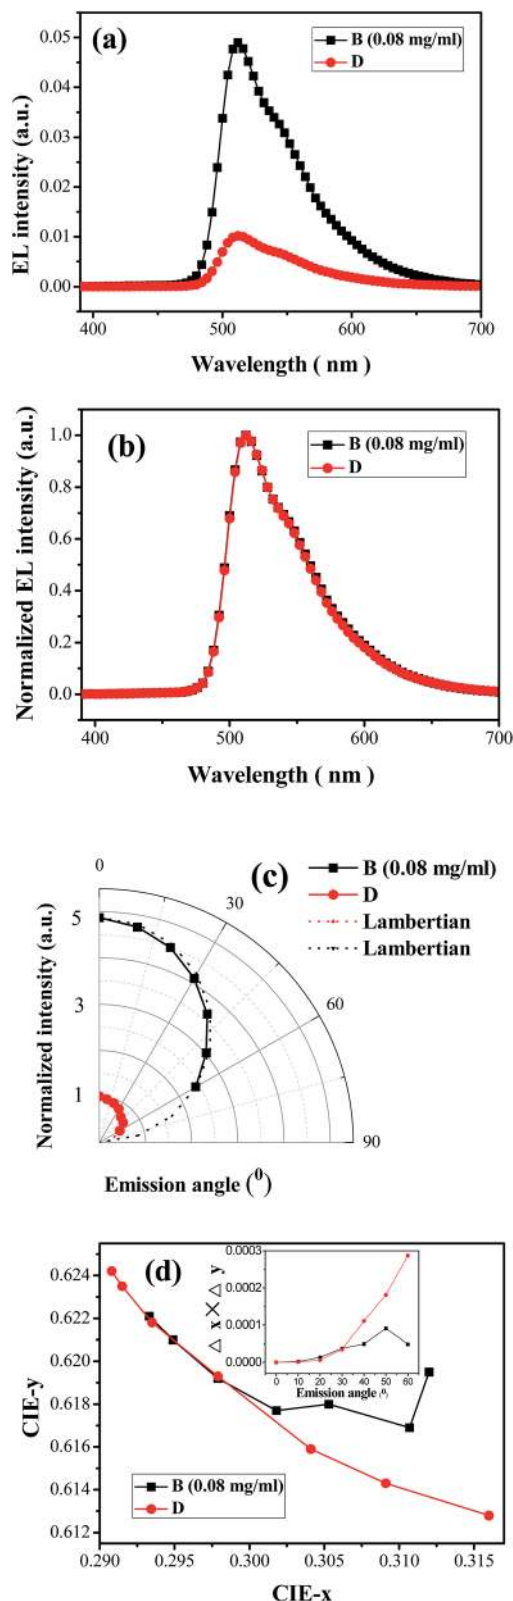 (a)
B (0.08 mg/ml)
D
EL intensity (a.u.)
0.05
0.04
0.03
0.02
0.01
0.00
400 500 600 700
Wavelength ( nm )
(b)
B (0.08 mg/ml)
D
Normalized EL intensity (a.u.)
1.0
0.8
0.6
0.4
0.2
0.0
400 500 600 700
Wavelength ( nm )
(c)
B (0.08 mg/ml)
D
Lambertian
Lambertian
Normalized intensity (a.u.)
0
30
60
90
5
3
1
Emission angle (⁰)
(d)
CIE-y
0.624
0.622
0.620
0.618
0.616
0.614
0.612
△ x X △ y
0.0003
0.0002
0.0001
0.0000
0 10 20 30 40 50 60
Emission angle (⁰)
B (0.08 mg/ml)
D
0.290 0.295 0.300 0.305 0.310 0.315
CIE-x